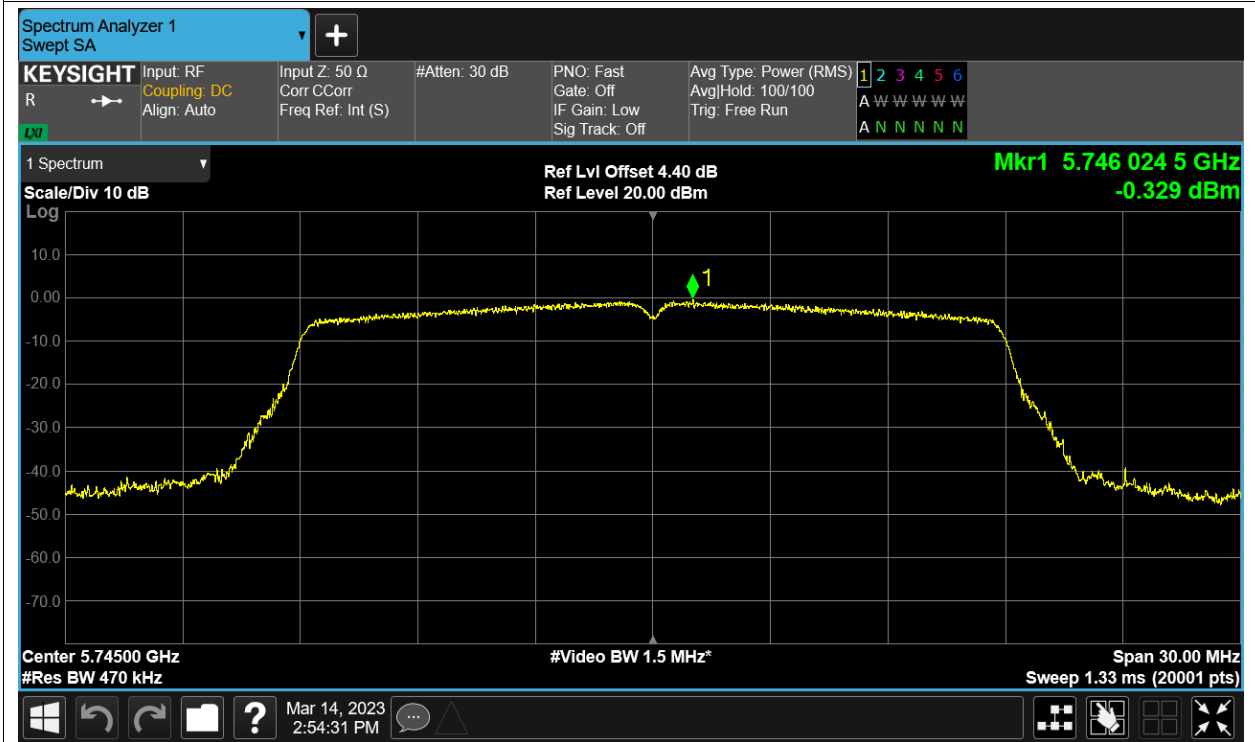 Spectrum Analyzer 1
Swept SA
+
KEYSIGHT
R
LXI
Input: RF
Coupling: DC
Align: Auto
Input Z: 50 Ω
Corr CCorr
Freq Ref: Int (S)
#Atten: 30 dB
PNO: Fast
Gate: Off
IF Gain: Low
Sig Track: Off
Avg Type: Power (RMS)
Avg|Hold: 100/100
Trig: Free Run
1 2 3 4 5 6
A W W W W W
A N N N N N
1 Spectrum
Scale/Div 10 dB
Log
Ref Lvl Offset 4.40 dB
Ref Level 20.00 dBm
Mkr1 5.746 024 5 GHz
-0.329 dBm
1
10.0
0.00
-10.0
-20.0
-30.0
-40.0
-50.0
-60.0
-70.0
Center 5.74500 GHz
#Res BW 470 kHz
#Video BW 1.5 MHz*
Span 30.00 MHz
Sweep 1.33 ms (20001 pts)
?
Mar 14, 2023
2:54:31 PM